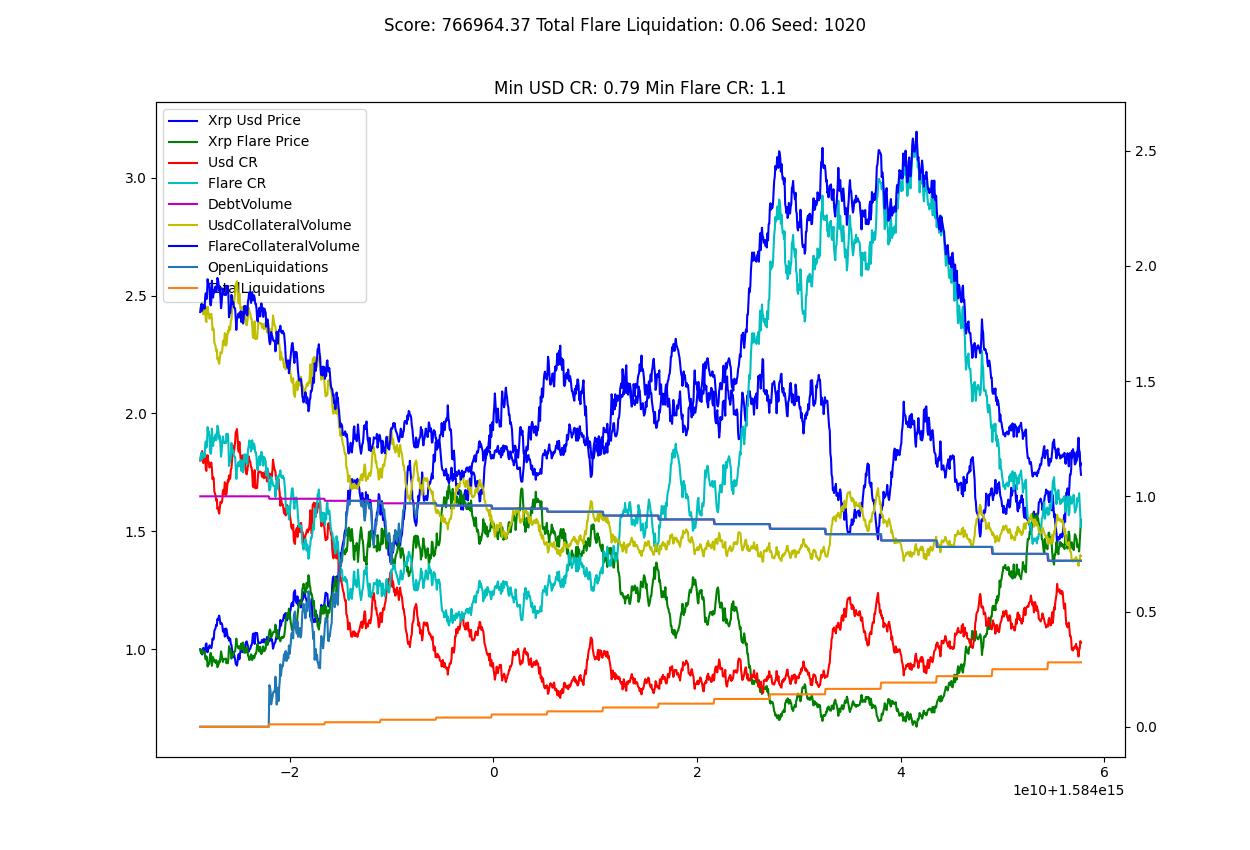 Score: 766964.37 Total Flare Liquidation: 0.06 Seed: 1020
Min USD CR: 0.79 Min Flare CR: 1.1
Xrp Usd Price
Xrp Flare Price
Usd CR
Flare CR
DebtVolume
UsdCollateralVolume
FlareCollateralVolume
OpenLiquidations
TotalLiquidations
3.0
2.5
2.0
1.5
1.0
2.5
2.0
1.5
1.0
0.5
0.0
−2
0
2
4
6
1e10+1.584e15